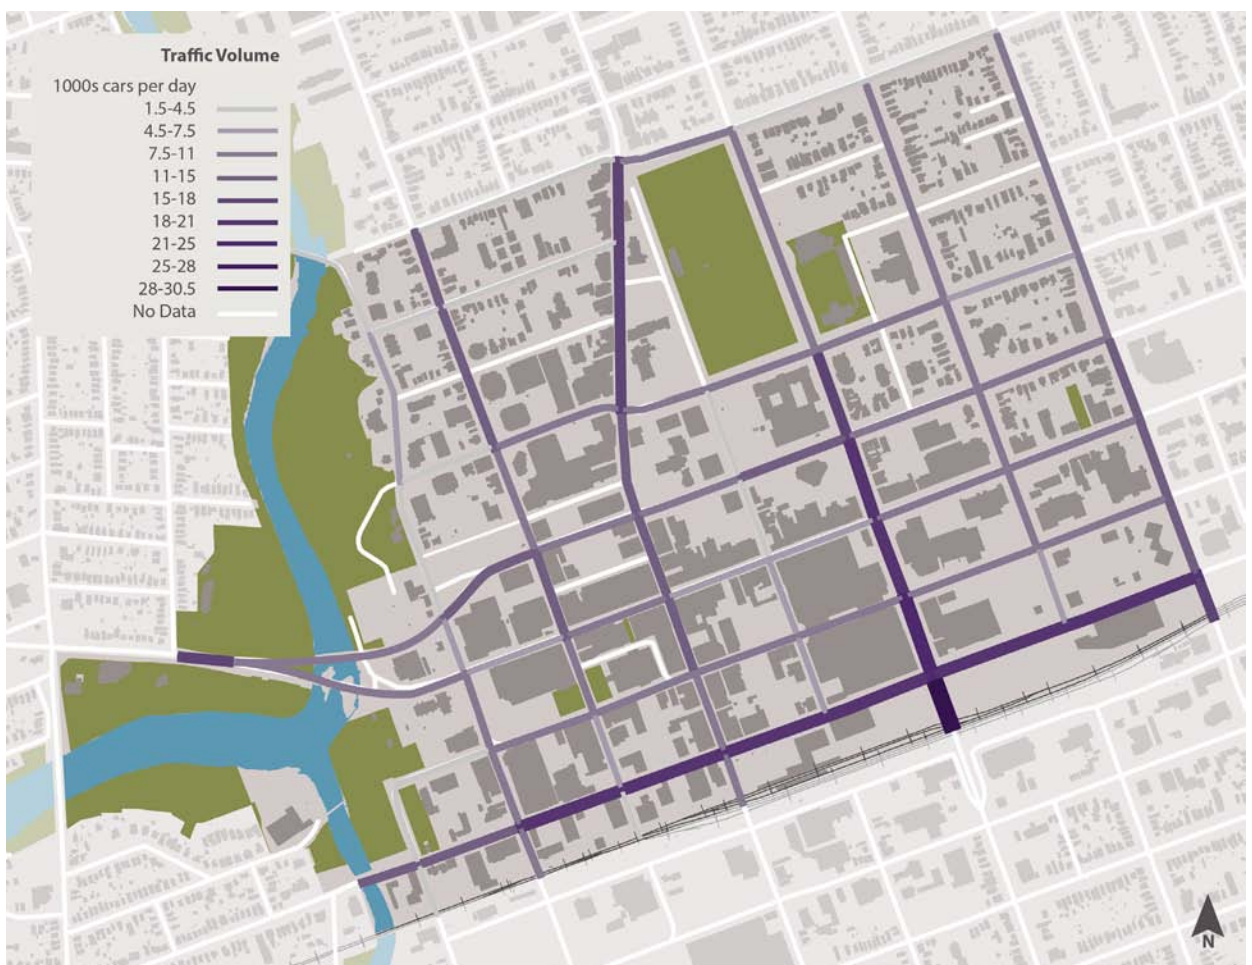 Traffic Volume
1000s cars per day
1.5-4.5
4.5-7.5
7.5-11
11-15
15-18
18-21
21-25
25-28
28-30.5
No Data
N